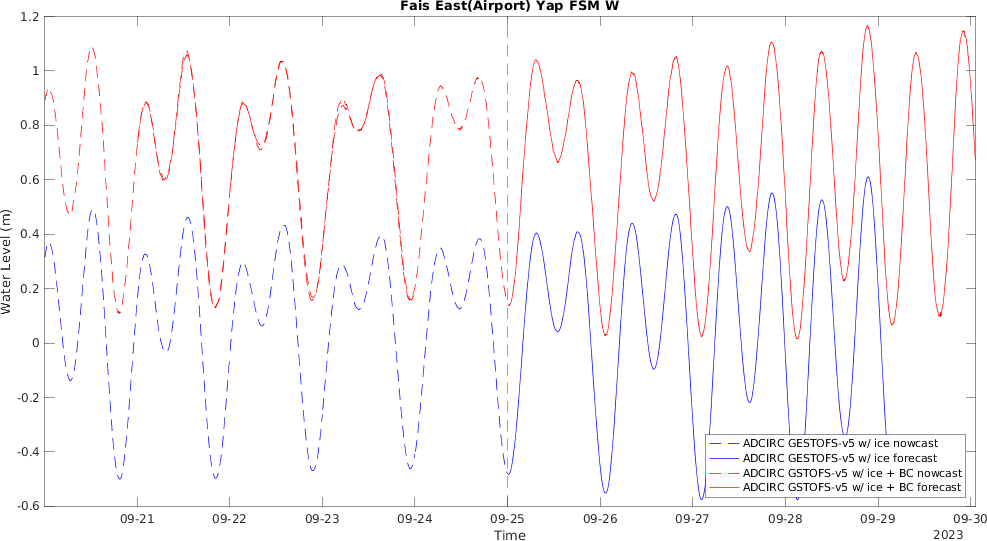 Fais East(Airport) Yap FSM W
1.2
1
0.8
0.6
0.4
0.2
0
-0.2
-0.4
-0.6
Water Level (m)
ADCIRC GESTOFS-v5 w/ ice nowcast
ADCIRC GESTOFS-v5 w/ ice forecast
ADCIRC GSTOFS-v5 w/ ice + BC nowcast
ADCIRC GSTOFS-v5 w/ ice + BC forecast
09-21 09-22 09-23 09-24 09-25 09-26 09-27 09-28 09-29 09-30
Time
2023